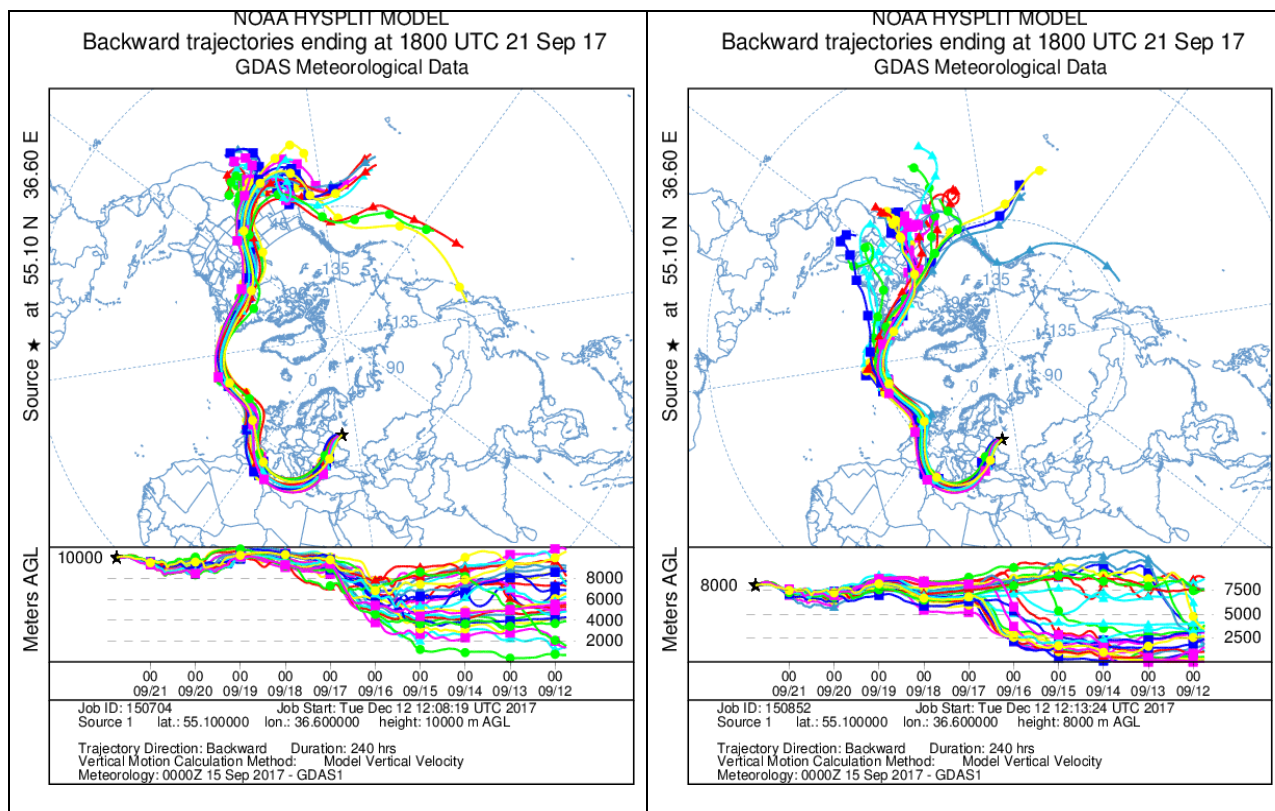 NOAA HYSPLIT MODEL
Backward trajectories ending at 1800 UTC 21 Sep 17
GDAS Meteorological Data
Source ★ at 55.10 N 36.60 E
135
135
90
0
Meters AGL
10000
8000
6000
4000
2000
00 00 00 00 00 00 00 00 00 00
09/21 09/20 09/19 09/18 09/17 09/16 09/15 09/14 09/13 09/12
Job ID: 150704 Job Start: Tue Dec 12 12:08:19 UTC 2017
Source 1 lat.: 55.100000 lon.: 36.600000 height: 10000 m AGL
Trajectory Direction: Backward Duration: 240 hrs
Vertical Motion Calculation Method: Model Vertical Velocity
Meteorology: 0000Z 15 Sep 2017 - GDAS1
NOAA HYSPLIT MODEL
Backward trajectories ending at 1800 UTC 21 Sep 17
GDAS Meteorological Data
Source ★ at 55.10 N 36.60 E
135
135
90
0
Meters AGL
8000
7500
5000
2500
00 00 00 00 00 00 00 00 00 00
09/21 09/20 09/19 09/18 09/17 09/16 09/15 09/14 09/13 09/12
Job ID: 150852 Job Start: Tue Dec 12 12:13:24 UTC 2017
Source 1 lat.: 55.100000 lon.: 36.600000 height: 8000 m AGL
Trajectory Direction: Backward Duration: 240 hrs
Vertical Motion Calculation Method: Model Vertical Velocity
Meteorology: 0000Z 15 Sep 2017 - GDAS1